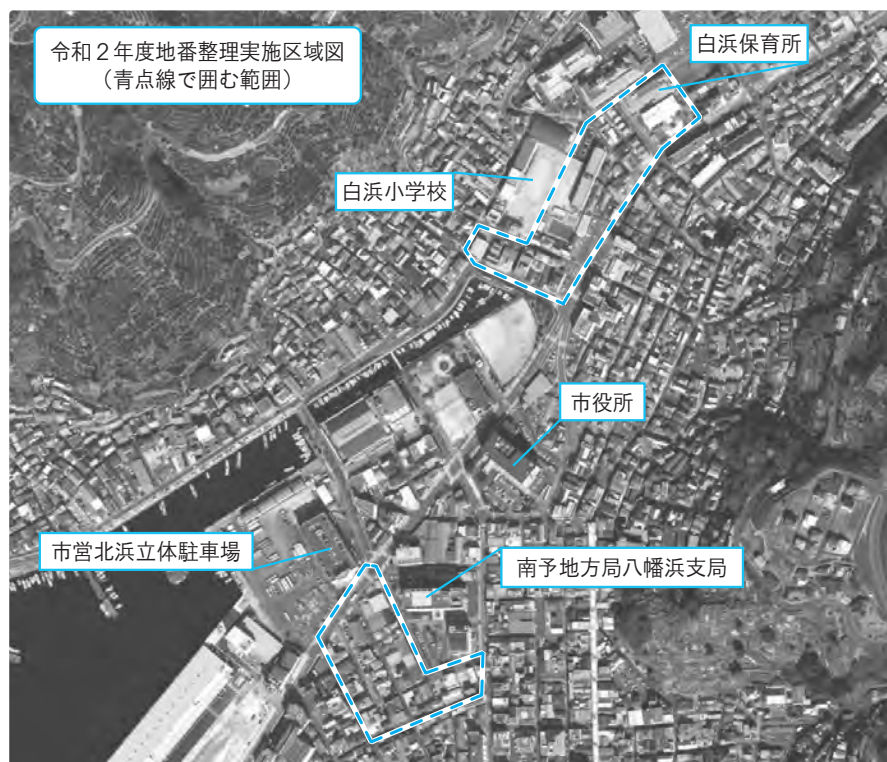 令和２年度地番整理実施区域図
（青点線で囲む範囲）
白浜保育所
白浜小学校
市役所
市営北浜立体駐車場
南予地方局八幡浜支局